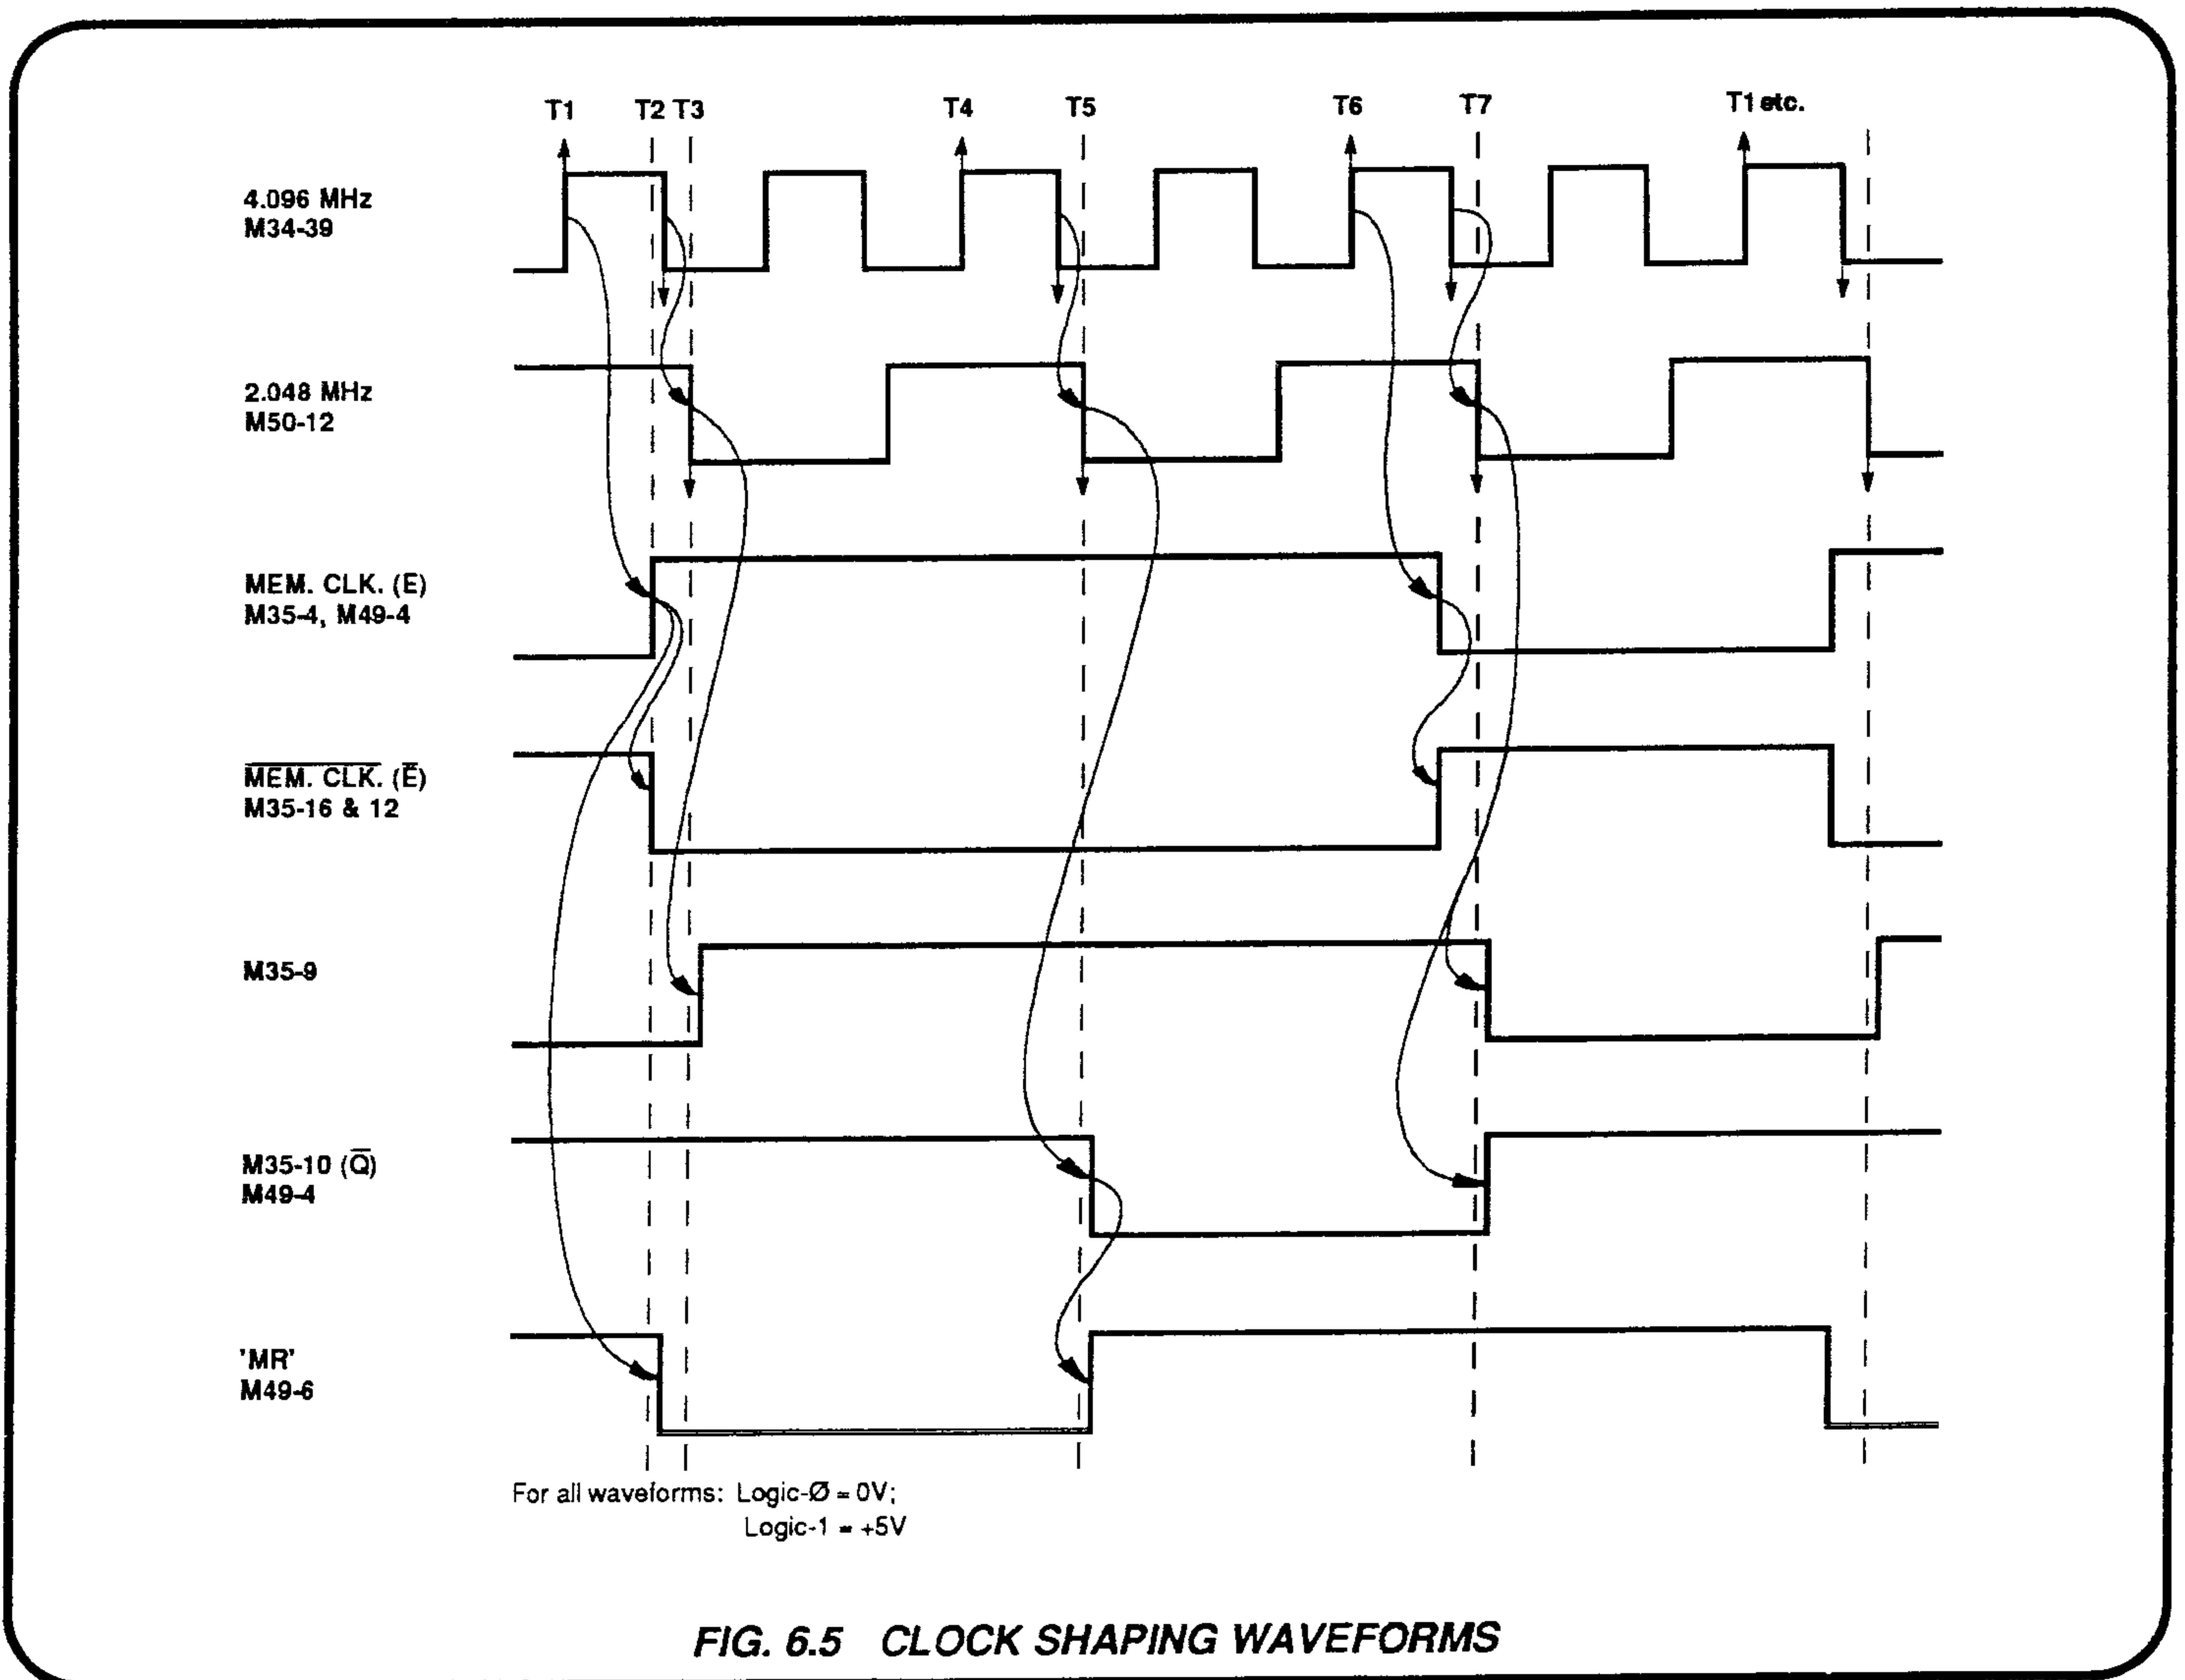 T1 T2 T3 T4 T5 T6 T7 T1 etc.
4.096 MHz
M34-39
2.048 MHz
M50-12
MEM. CLK. (E)
M35-4, M49-4
M̅E̅M̅.̅ ̅C̅L̅K̅.̅ (E̅)
M35-16 & 12
M35-9
M35-10 (Q̅)
M49-4
'MR'
M49-6
For all waveforms: Logic-Ø = 0V;
Logic-1 = +5V
FIG. 6.5 CLOCK SHAPING WAVEFORMS